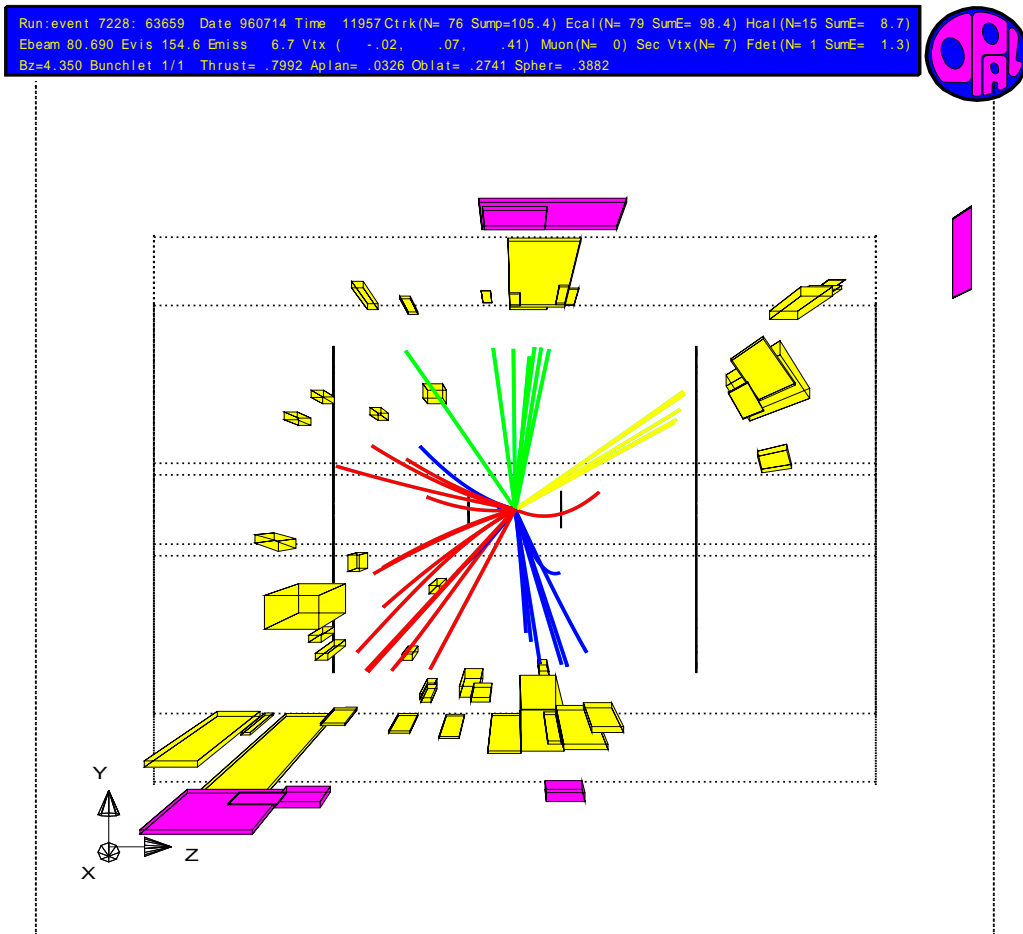 Run:event 7228: 63659 Date 960714 Time 11957 Ctrk(N= 76 Sump=105.4) Ecal(N= 79 SumE= 98.4) Hcal(N=15 SumE= 8.7)
Ebeam 80.690 Evis 154.6 Emiss 6.7 Vtx ( -.02, .07, .41) Muon(N= 0) Sec Vtx(N= 7) Fdet(N= 1 SumE= 1.3)
Bz=4.350 Bunchlet 1/1 Thrust= .7992 Aplan= .0326 Oblat= .2741 Spher= .3882
OPAL
Y
Z
X